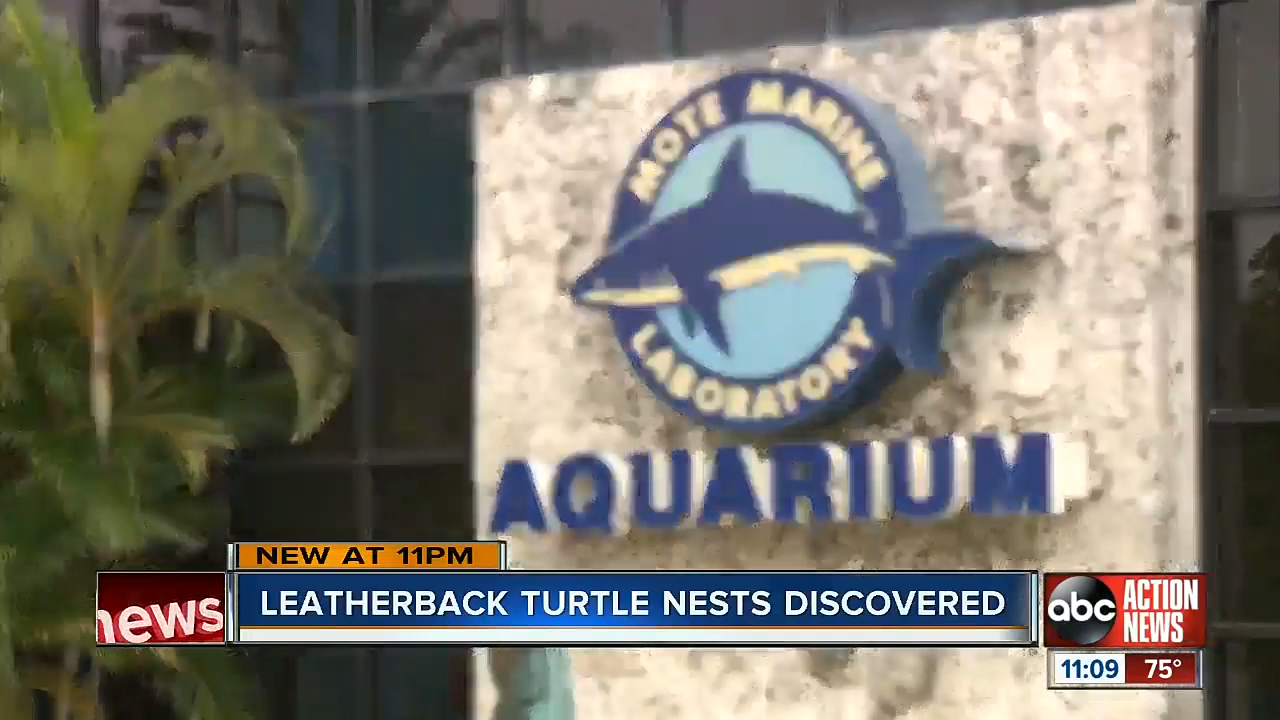 MOTE MARINE
LABORATORY
AQUARIUM
NEW AT 11PM
news
LEATHERBACK TURTLE NESTS DISCOVERED
abc
ACTION
NEWS
11:09
75°